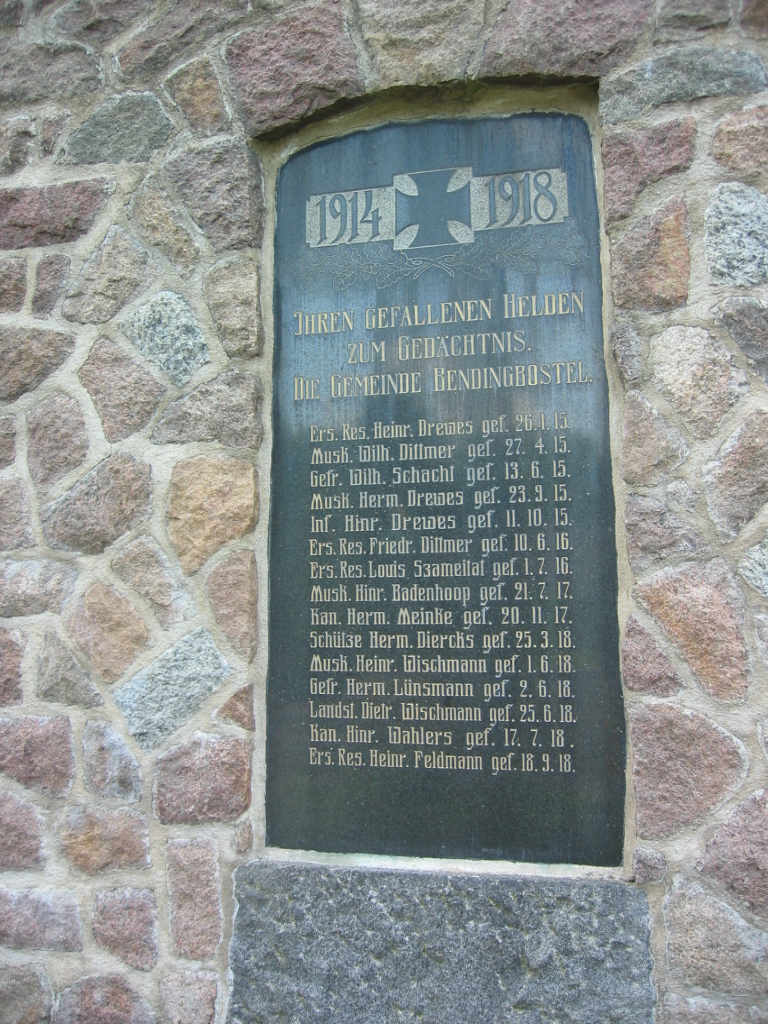 1914 1918
Ihren gefallenen Helden
zum Gedächtnis.
Die Gemeinde Bendingbostel.
Ers. Res. Heinr. Drewes gef. 26. 1. 15.
Musk. Wilh. Dittmer gef. 27. 4. 15.
Gefr. Wilh. Schacht gef. 13. 6. 15.
Musk. Herm. Drewes gef. 23. 9. 15.
Inf. Hinr. Drewes gef. 11. 10. 15.
Ers. Res. Friedr. Dittmer gef. 10. 6. 16.
Ers. Res. Louis Szameitat gef. 1. 7. 16.
Musk. Hinr. Badenhoop gef. 21. 7. 17.
Kan. Herm. Meinke gef. 20. 11. 17.
Schütze Herm. Diercks gef. 25. 3. 18.
Musk. Heinr. Wischmann gef. 1. 6. 18.
Gefr. Herm. Lünsmann gef. 2. 6. 18.
Landst. Dietr. Wischmann gef. 25. 6. 18.
Kan. Hinr. Wahlers gef. 17. 7. 18.
Ers. Res. Heinr. Feldmann gef. 18. 9. 18.